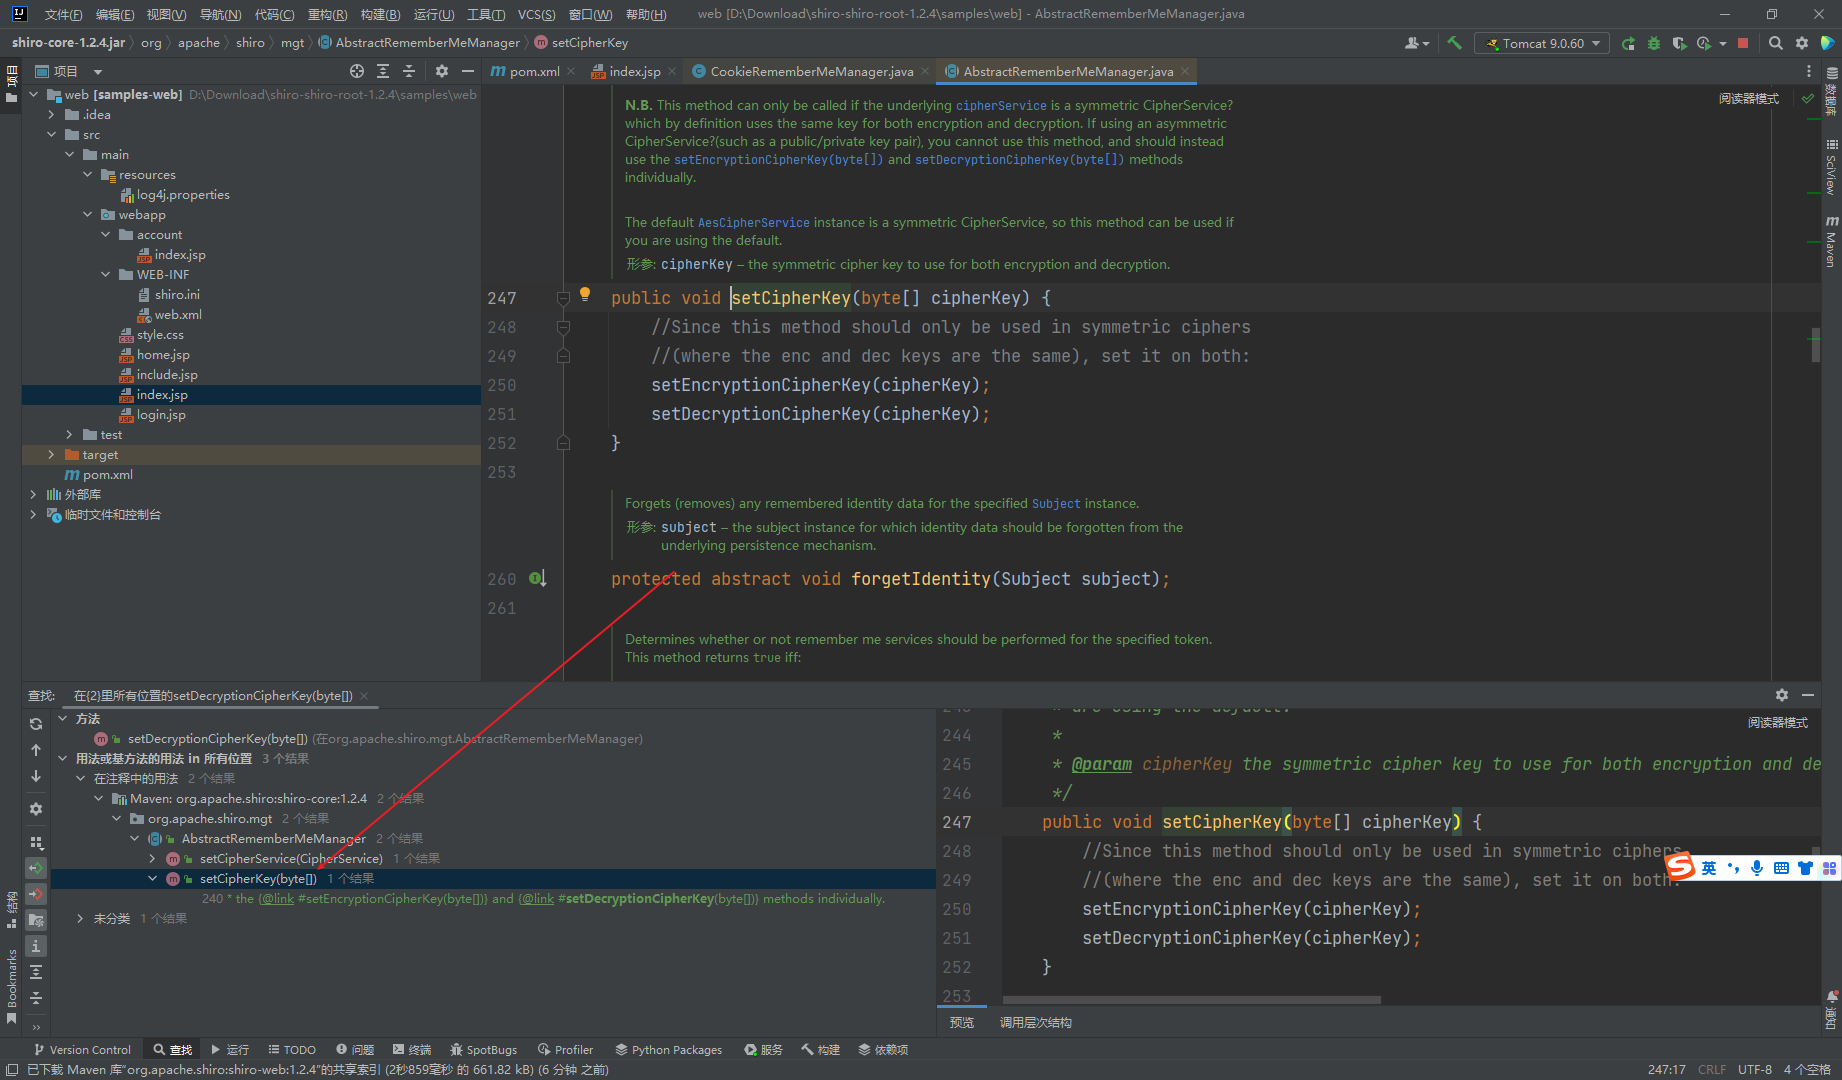 文件(F) 编辑(E) 视图(V) 导航(N) 代码(C) 重构(R) 构建(B) 运行(U) 工具(T) VCS(S) 窗口(W) 帮助(H) web [D:\Download\shiro-shiro-root-1.2.4\samples\web] - AbstractRememberMeManager.java
shiro-core-1.2.4.jar org apache shiro mgt AbstractRememberMeManager setCipherKey
Tomcat 9.0.60
项目
项目
pom.xml
index.jsp
CookieRememberMeManager.java
AbstractRememberMeManager.java
web [samples-web] D:\Download\shiro-shiro-root-1.2.4\samples\web
.idea
src
main
resources
log4j.properties
webapp
account
index.jsp
WEB-INF
shiro.ini
web.xml
style.css
home.jsp
include.jsp
index.jsp
login.jsp
test
target
pom.xml
外部库
临时文件和控制台
阅读器模式
N.B. This method can only be called if the underlying cipherService is a symmetric CipherService?
which by definition uses the same key for both encryption and decryption. If using an asymmetric
CipherService?(such as a public/private key pair), you cannot use this method, and should instead
use the setEncryptionCipherKey(byte[]) and setDecryptionCipherKey(byte[]) methods
individually.
The default AesCipherService instance is a symmetric CipherService, so this method can be used if
you are using the default.
形参: cipherKey – the symmetric cipher key to use for both encryption and decryption.
247 public void setCipherKey(byte[] cipherKey) {
248 //Since this method should only be used in symmetric ciphers
249 //(where the enc and dec keys are the same), set it on both:
250 setEncryptionCipherKey(cipherKey);
251 setDecryptionCipherKey(cipherKey);
252 }
253
Forgets (removes) any remembered identity data for the specified Subject instance.
形参: subject – the subject instance for which identity data should be forgotten from the
underlying persistence mechanism.
260 protected abstract void forgetIdentity(Subject subject);
261
Determines whether or not remember me services should be performed for the specified token.
This method returns true iff:
数据库
SciView
Maven
通知
查找: 在{2}里所有位置的setDecryptionCipherKey(byte[])
方法
setDecryptionCipherKey(byte[]) (在org.apache.shiro.mgt.AbstractRememberMeManager)
用法或基方法的用法 in 所有位置 3 个结果
在注释中的用法 2 个结果
Maven: org.apache.shiro:shiro-core:1.2.4 2 个结果
org.apache.shiro.mgt 2 个结果
AbstractRememberMeManager 2 个结果
setCipherService(CipherService) 1 个结果
setCipherKey(byte[]) 1 个结果
240 * the {@link #setEncryptionCipherKey(byte[])} and {@link #setDecryptionCipherKey(byte[])} methods individually.
未分类 1 个结果
结构
Bookmarks
阅读器模式
244 *
245 * @param cipherKey the symmetric cipher key to use for both encryption and de
246 */
247 public void setCipherKey(byte[] cipherKey) {
248 //Since this method should only be used in symmetric ciphers
249 //(where the enc and dec keys are the same), set it on both:
250 setEncryptionCipherKey(cipherKey);
251 setDecryptionCipherKey(cipherKey);
252 }
253
英
预览 调用层次结构
Version Control 查找 运行 TODO 问题 终端 SpotBugs Profiler Python Packages 服务 构建 依赖项
已下载 Maven 库"org.apache.shiro:shiro-web:1.2.4"的共享索引 (2秒859毫秒 的 661.82 kB) (6 分钟 之前)
247:17 CRLF UTF-8 4 个空格